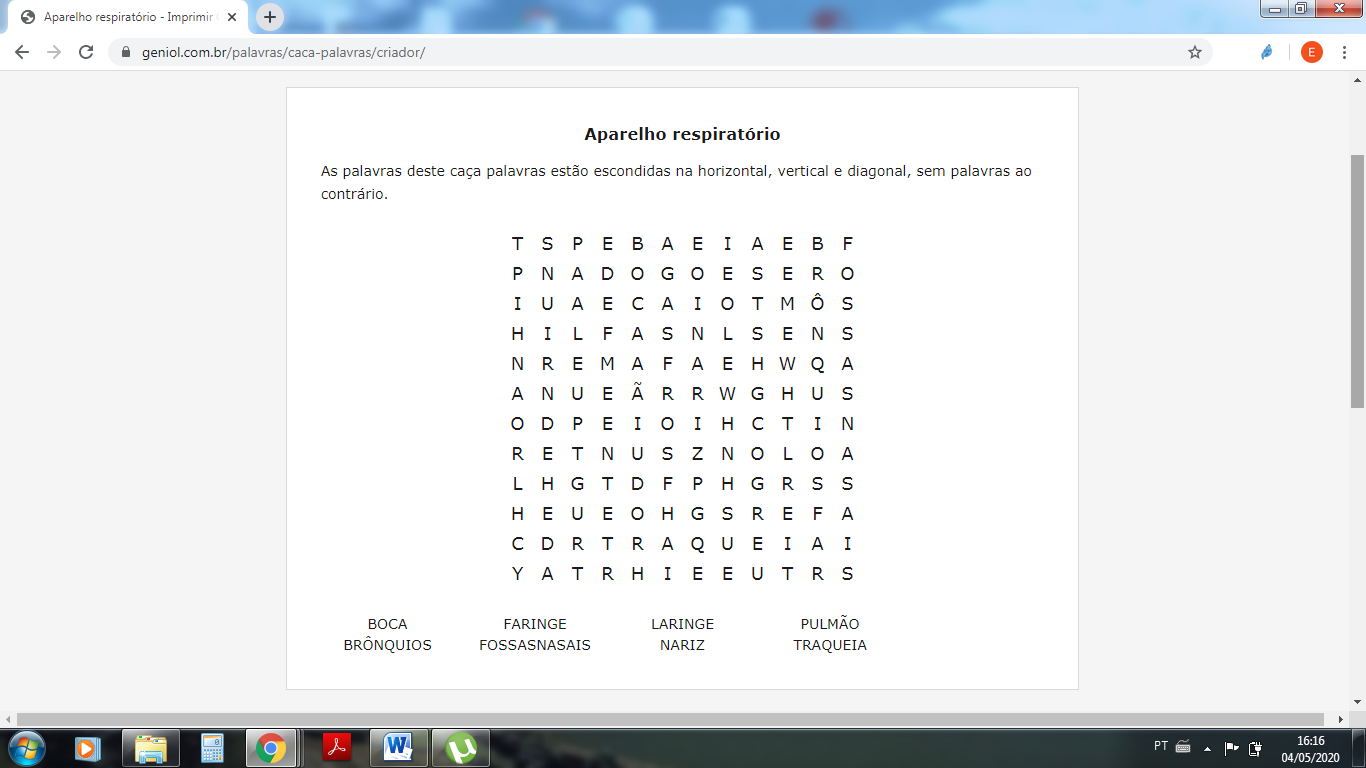 Aparelho respiratório - Imprimir
geniol.com.br/palavras/caca-palavras/criador/
E
Aparelho respiratório
As palavras deste caça palavras estão escondidas na horizontal, vertical e diagonal, sem palavras ao
contrário.
T S P E B A E I A E B F
P N A D O G O E S E R O
I U A E C A I O T M Ô S
H I L F A S N L S E N S
N R E M A F A E H W Q A
A N U E Ã R R W G H U S
O D P E I O I H C T I N
R E T N U S Z N O L O A
L H G T D F P H G R S S
H E U E O H G S R E F A
C D R T R A Q U E I A I
Y A T R H I E E U T R S
BOCA FARINGE LARINGE PULMÃO
BRÔNQUIOS FOSSASNASAIS NARIZ TRAQUEIA
PT
16:16
04/05/2020